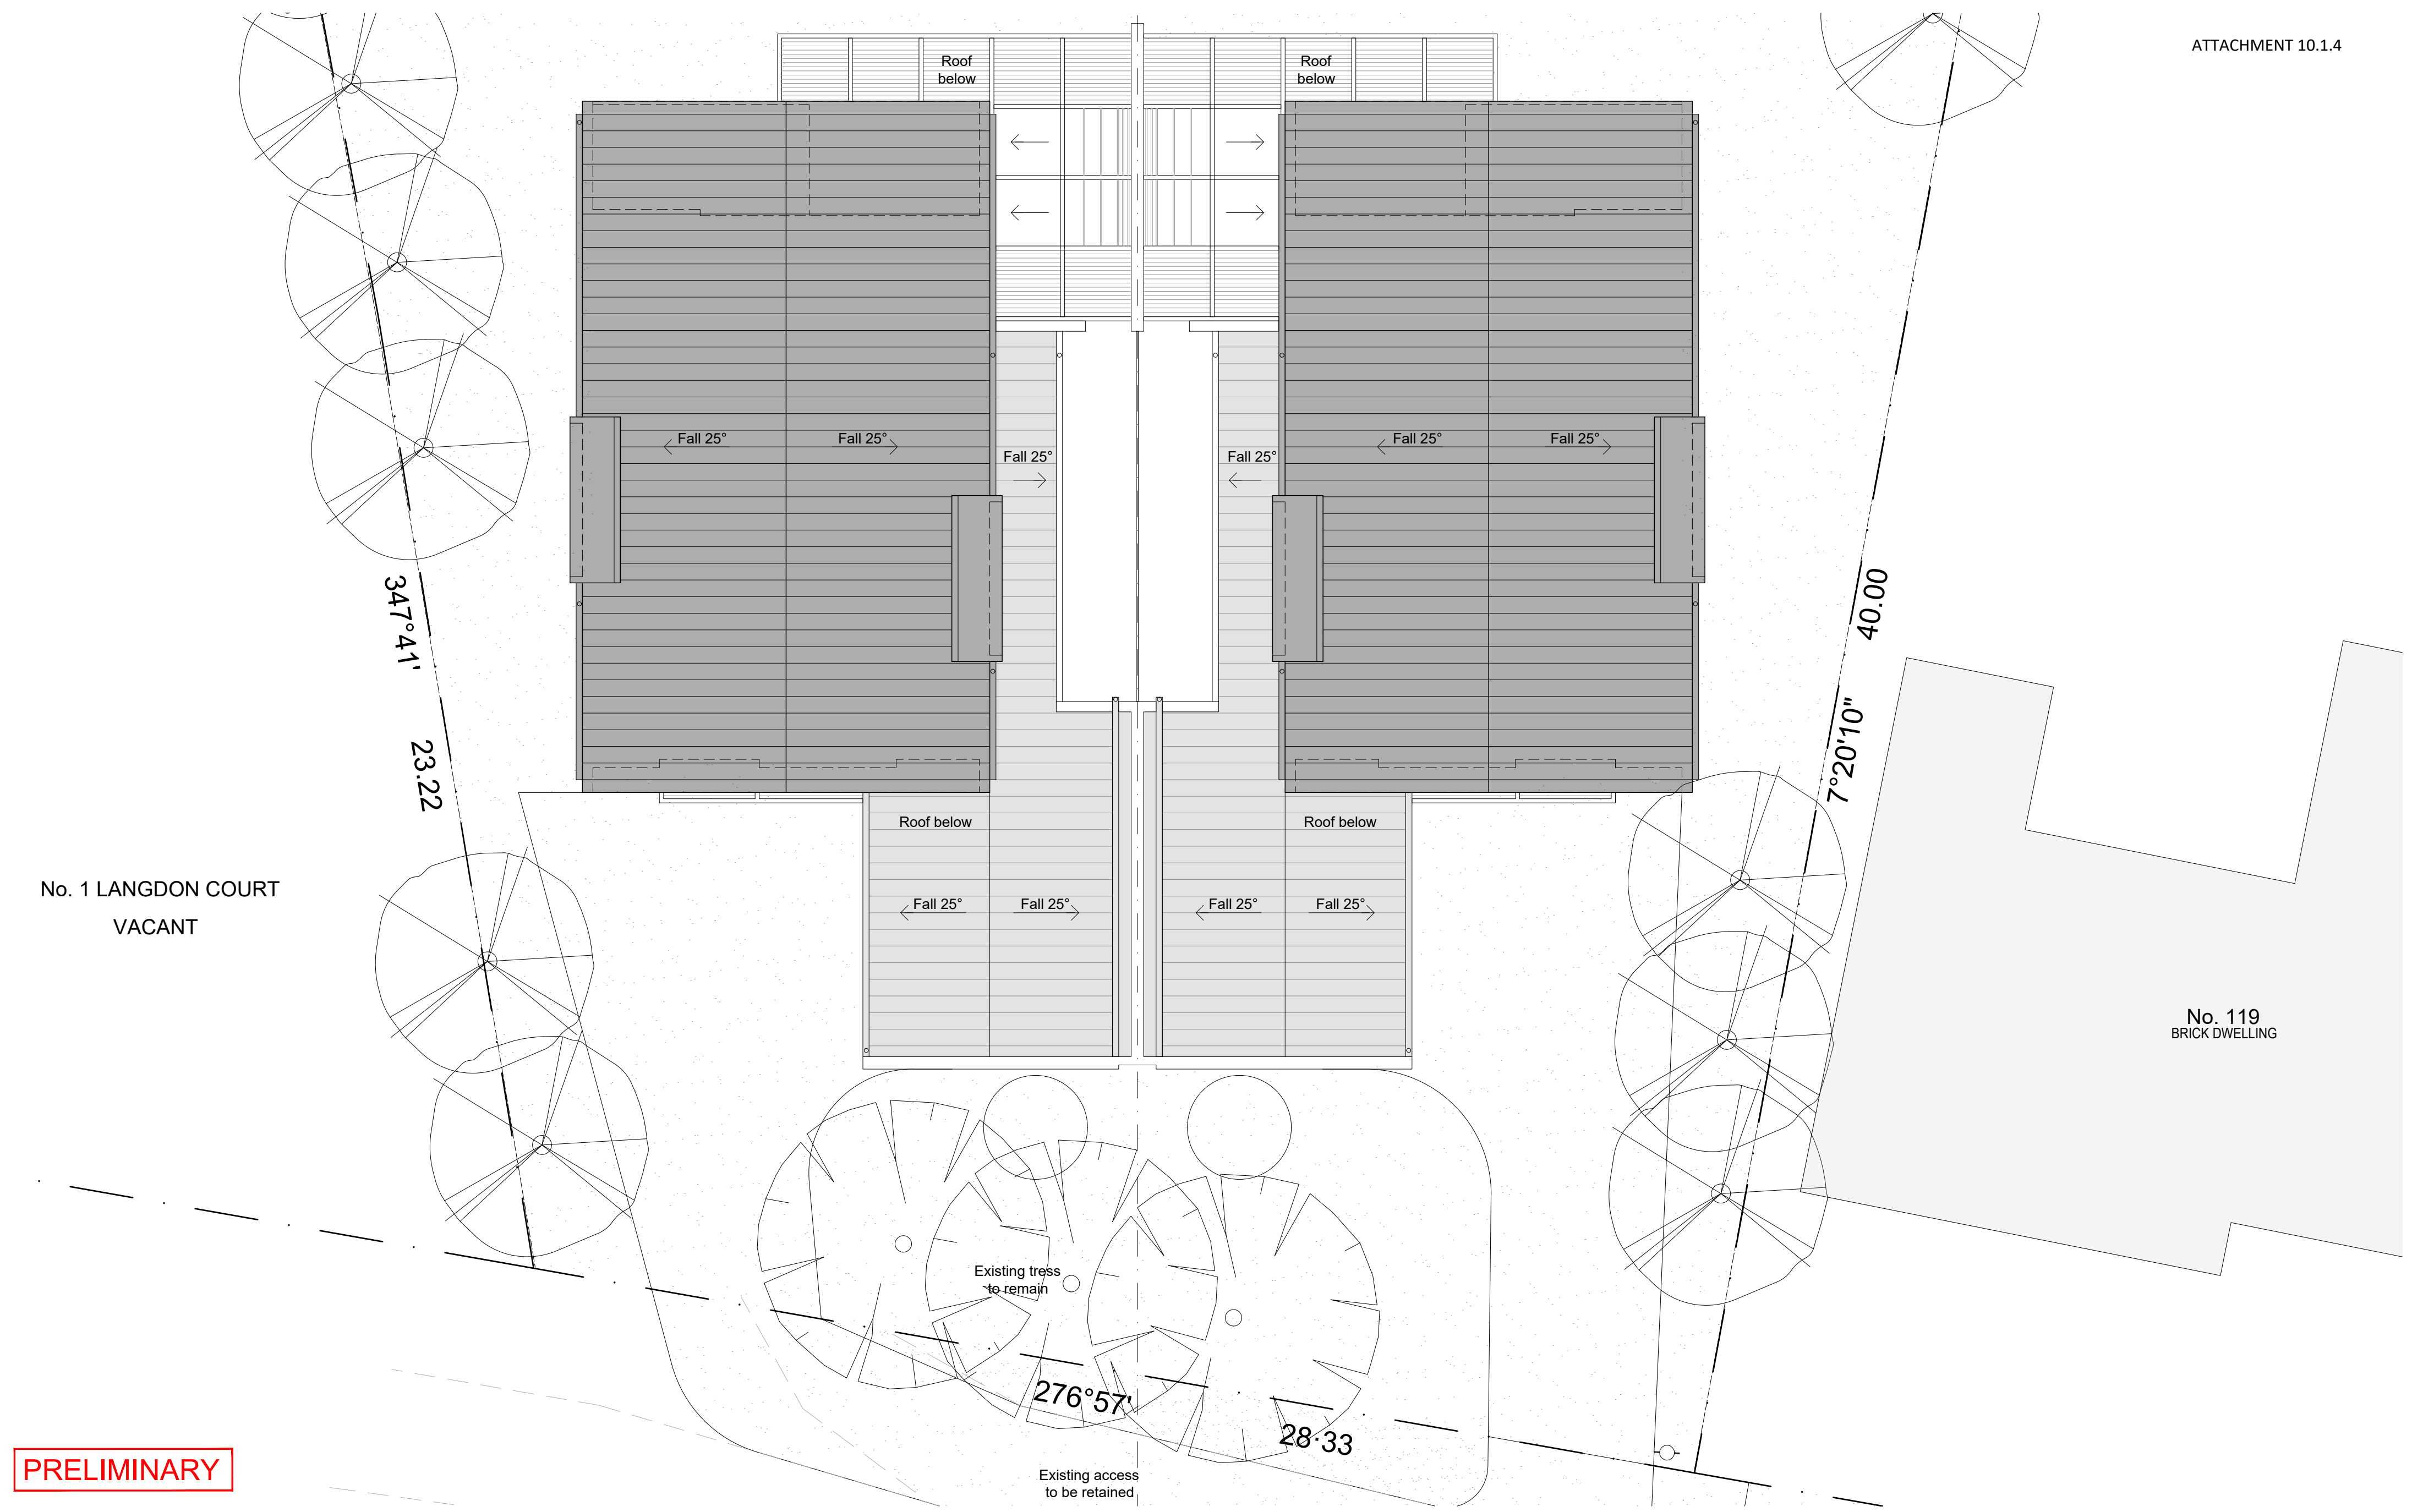 ATTACHMENT 10.1.4
Roof
below
Roof
below
Fall 25°
Fall 25°
Fall 25°
Fall 25°
Fall 25°
Fall 25°
347°41'
23.22
40.00
7°20'10"
Roof below
Roof below
Fall 25°
Fall 25°
Fall 25°
Fall 25°
No. 1 LANGDON COURT
VACANT
No. 119
BRICK DWELLING
Existing tress
to remain
276°57'
28·33
Existing access
to be retained
PRELIMINARY